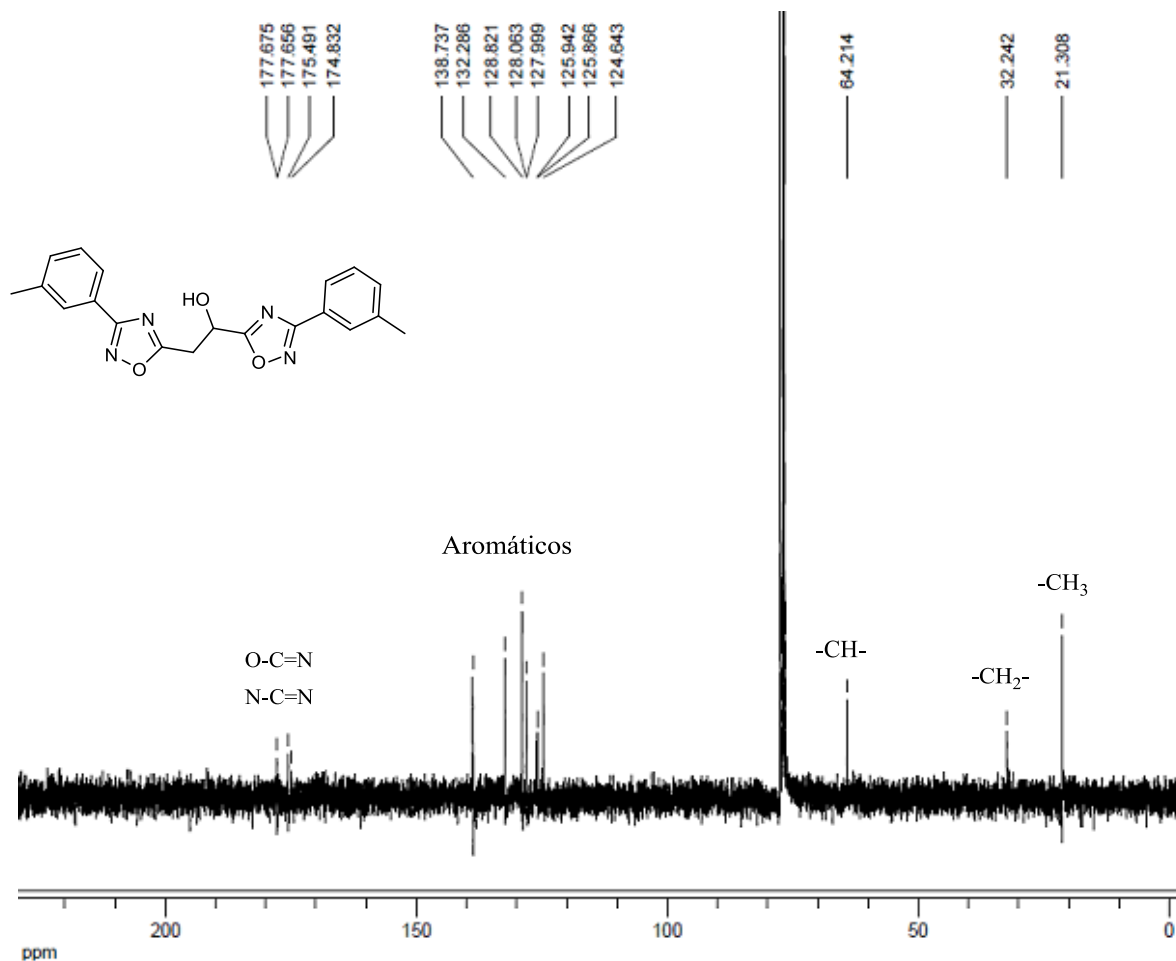 177.675
177.656
175.491
174.832
138.737
132.286
128.821
128.063
127.999
125.942
125.866
124.643
64.214
32.242
21.308
HO
N
N
O
N
O
N
Aromáticos
O-C=N
N-C=N
-CH-
-CH₂-
-CH₃
200
150
100
50
0
ppm